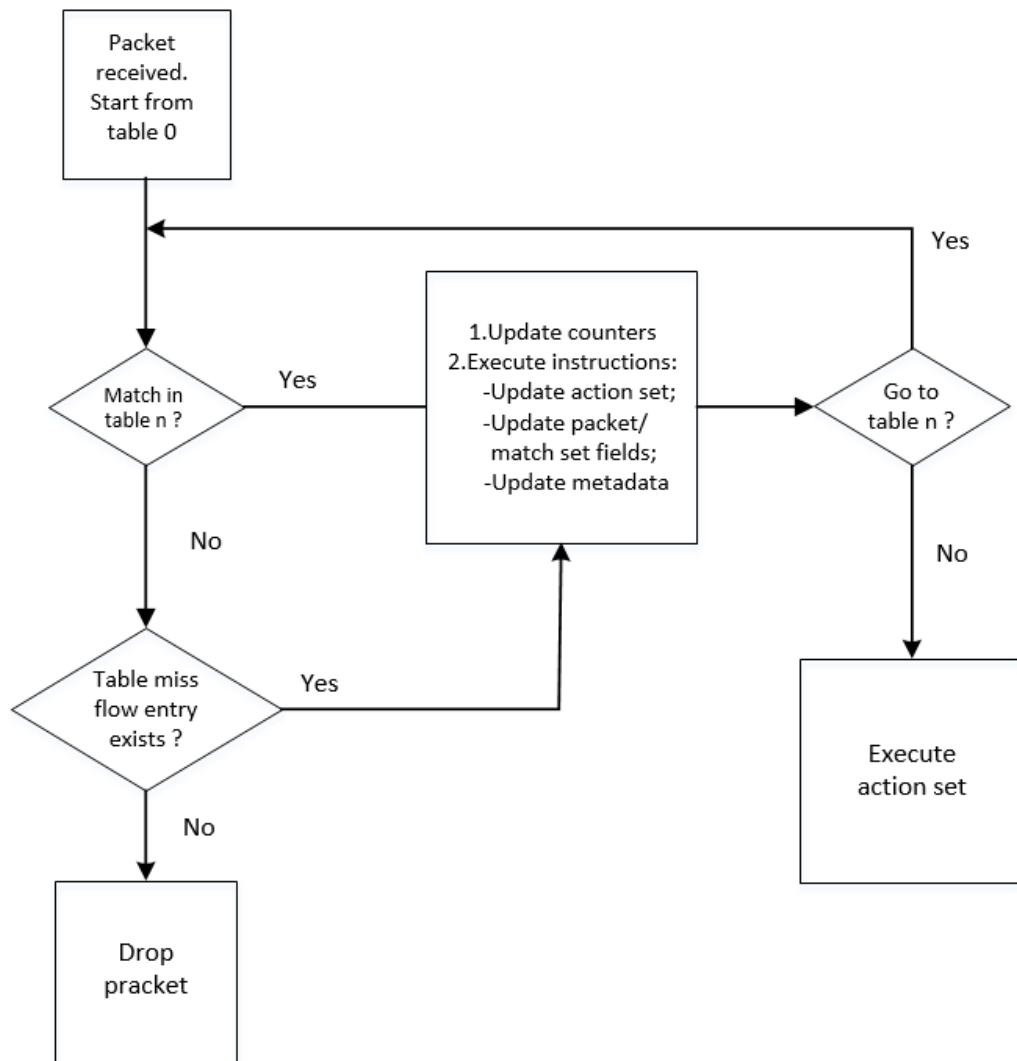 Packet
received.
Start from
table 0
Yes
1.Update counters
2.Execute instructions:
-Update action set;
-Update packet/
match set fields;
-Update metadata
Match in
table n ?
Yes
Go to
table n ?
No
No
Table miss
flow entry
exists ?
Yes
Execute
action set
No
Drop
pracket